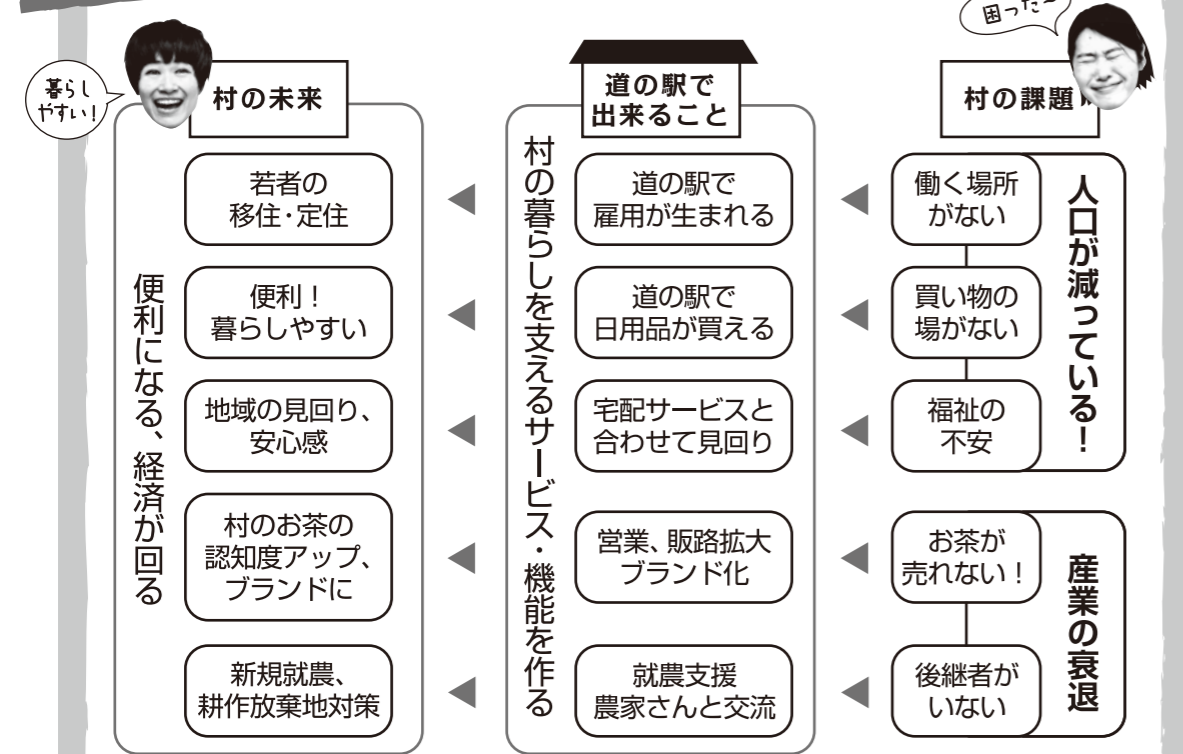 困った〜
村の課題
人口が減っている！
働く場所
がない
買い物の
場がない
福祉の
不安
産業の衰退
お茶が
売れない！
後継者が
いない
道の駅で
出来ること
村の暮らしを支えるサービス・機能を作る
道の駅で
雇用が生まれる
道の駅で
日用品が買える
宅配サービスと
合わせて見回り
営業、販路拡大
ブランド化
就農支援
農家さんと交流
暮らし
やすい！
村の未来
便利になる、経済が回る
若者の
移住・定住
便利！
暮らしやすい
地域の見回り、
安心感
村のお茶の
認知度アップ、
ブランドに
新規就農、
耕作放棄地対策